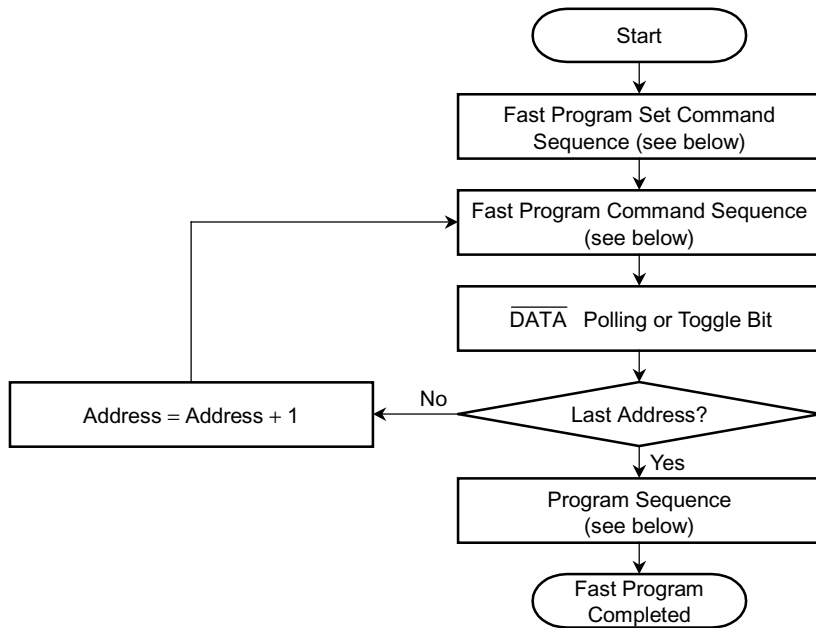 Start
Fast Program Set Command
Sequence (see below)
Fast Program Command Sequence
(see below)
DATA Polling or Toggle Bit
Last Address?
No
Address = Address + 1
Yes
Program Sequence
(see below)
Fast Program
Completed